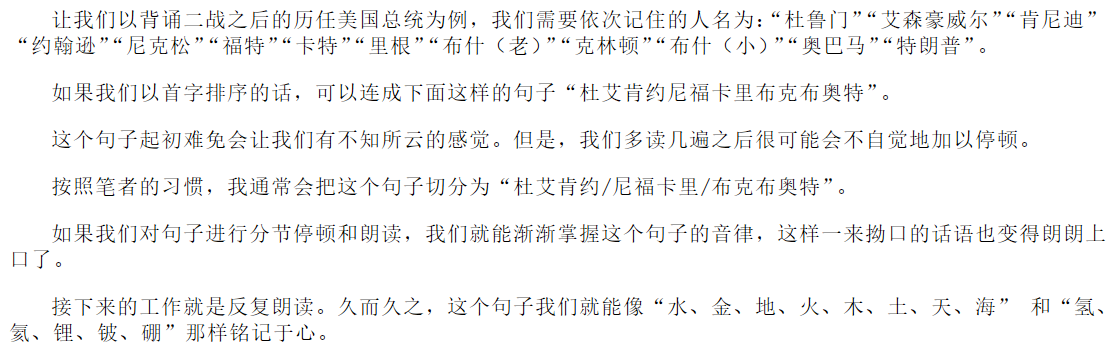 让我们以背诵二战之后的历任美国总统为例，我们需要依次记住的人名为：“杜鲁门”“艾森豪威尔”“肯尼迪”
“约翰逊”“尼克松”“福特”“卡特”“里根”“布什（老）”“克林顿”“布什（小）”“奥巴马”“特朗普”。
如果我们以首字排序的话，可以连成下面这样的句子“杜艾肯约尼福卡里布克布奥特”。
这个句子起初难免会让我们有不知所云的感觉。但是，我们多读几遍之后很可能会不自觉地加以停顿。
按照笔者的习惯，我通常会把这个句子切分为“杜艾肯约/尼福卡里/布克布奥特”。
如果我们对句子进行分节停顿和朗读，我们就能渐渐掌握这个句子的音律，这样一来拗口的话语也变得朗朗上
口了。
接下来的工作就是反复朗读。久而久之，这个句子我们就能像“水、金、地、火、木、土、天、海” 和“氢、
氦、锂、铍、硼”那样铭记于心。